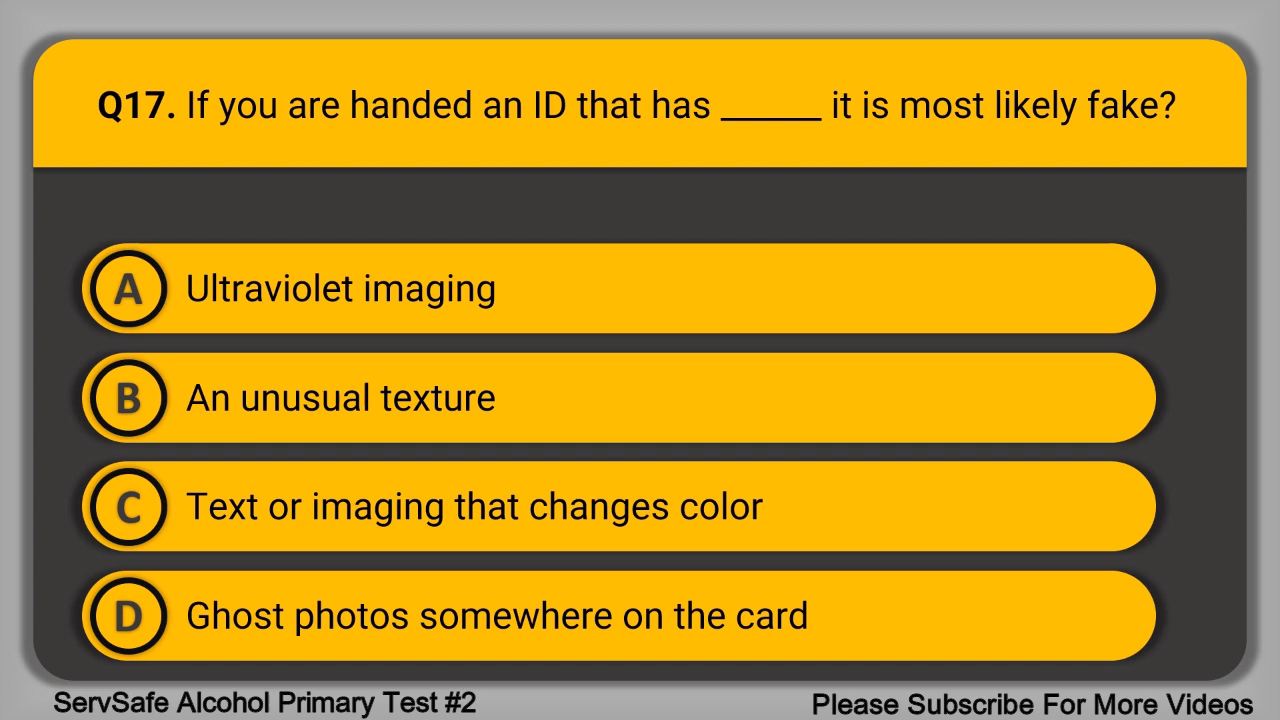 Q17. If you are handed an ID that has ______ it is most likely fake?
A Ultraviolet imaging
B An unusual texture
C Text or imaging that changes color
D Ghost photos somewhere on the card
ServSafe Alcohol Primary Test #2
Please Subscribe For More Videos